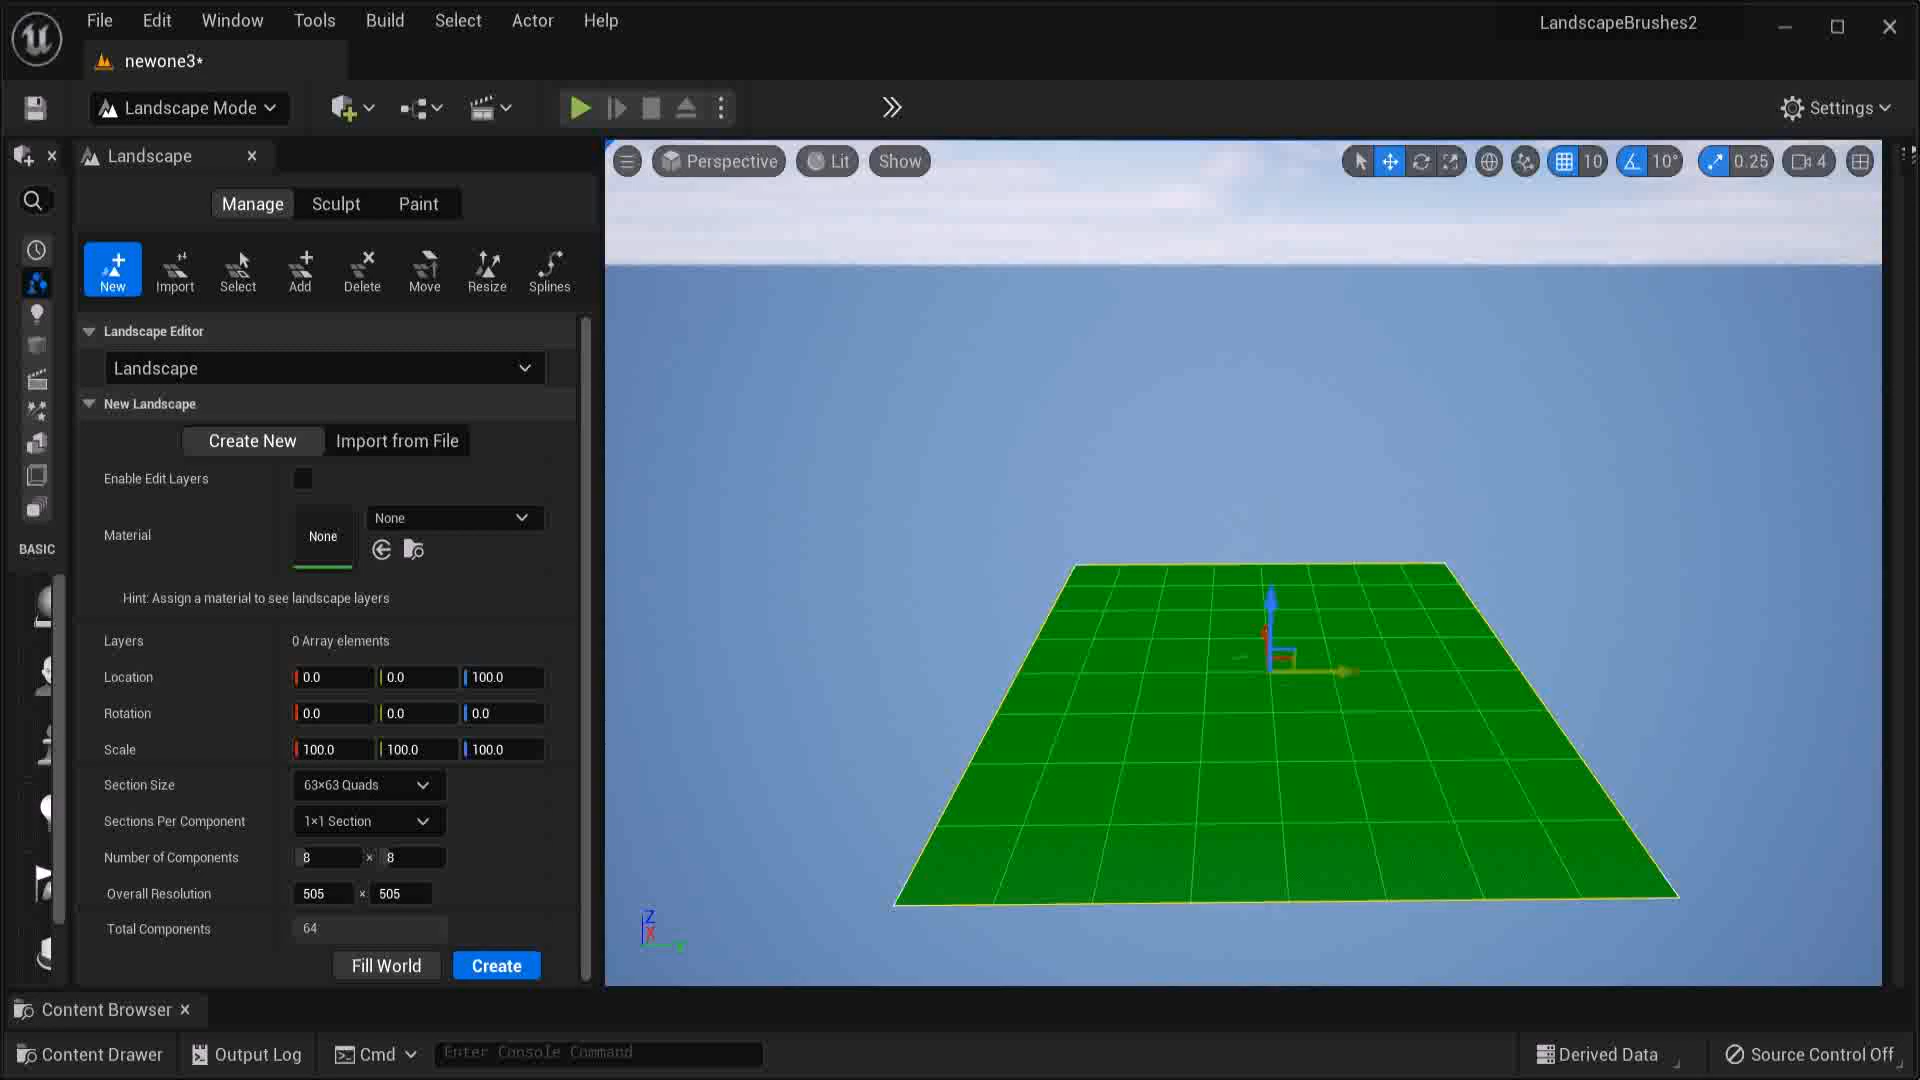 File Edit Window Tools Build Select Actor Help
LandscapeBrushes2
newone3*
Landscape Mode
Settings
Landscape
Perspective Lit Show
10 10° 0.25 4
Manage Sculpt Paint
New Import Select Add Delete Move Resize Splines
Landscape Editor
Landscape
New Landscape
Create New Import from File
Enable Edit Layers
Material None None
BASIC
Hint: Assign a material to see landscape layers
Layers 0 Array elements
Location 0.0 0.0 100.0
Rotation 0.0 0.0 0.0
Scale 100.0 100.0 100.0
Section Size 63×63 Quads
Sections Per Component 1×1 Section
Number of Components 8 × 8
Overall Resolution 505 × 505
Total Components 64
Fill World Create
Z
X
Y
Content Browser
Content Drawer Output Log Cmd Enter Console Command Derived Data Source Control Off